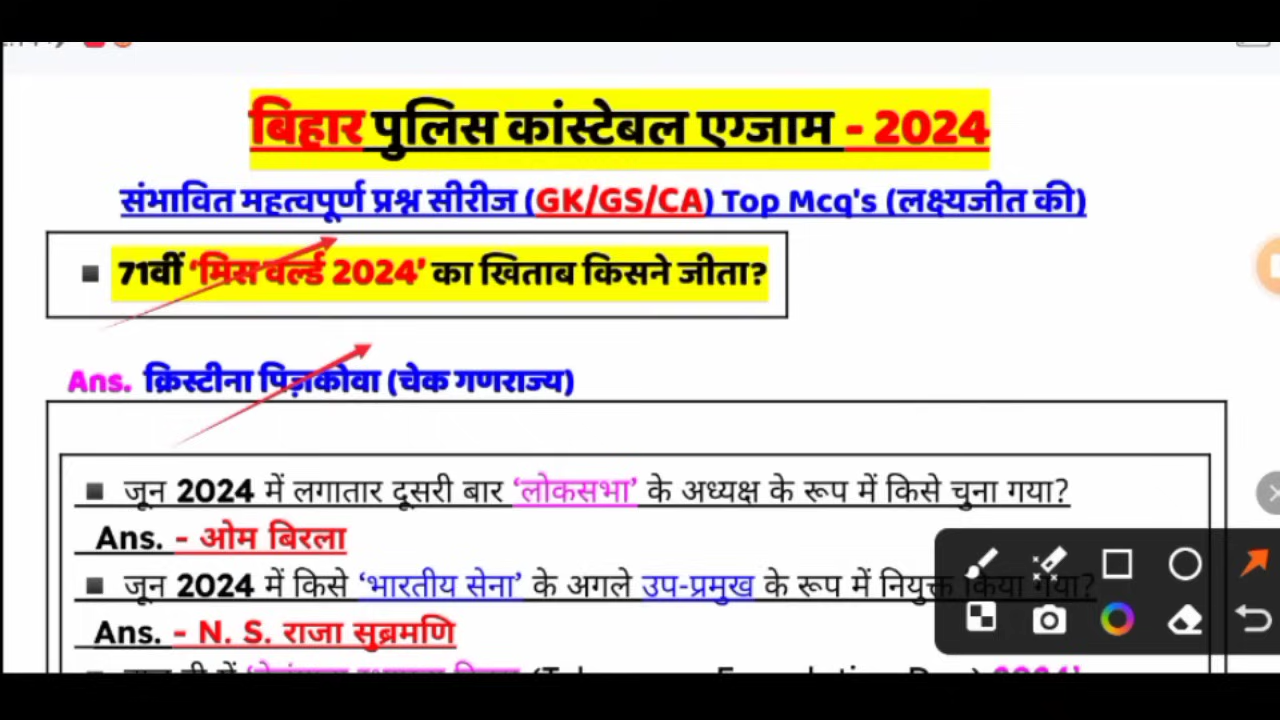 बिहार पुलिस कांस्टेबल एग्जाम - 2024
संभावित महत्वपूर्ण प्रश्न सीरीज (GK/GS/CA) Top Mcq's (लक्ष्यजीत की)
71वीं ‘मिस वर्ल्ड 2024’ का खिताब किसने जीता?
Ans. क्रिस्टीना पिज़कोवा (चेक गणराज्य)
जून 2024 में लगातार दूसरी बार ‘लोकसभा’ के अध्यक्ष के रूप में किसे चुना गया?
Ans. - ओम बिरला
जून 2024 में किसे ‘भारतीय सेना’ के अगले उप-प्रमुख के रूप में नियुक्त किया गया?
Ans. - N. S. राजा सुब्रमणि